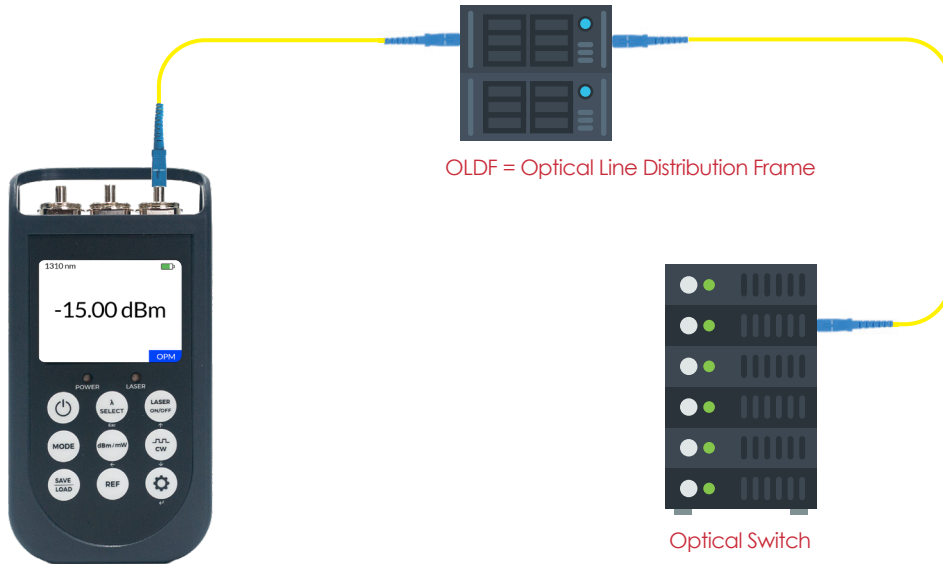 OLDF = Optical Line Distribution Frame
1310 nm
-15.00 dBm
OPM
POWER LASER
λ SELECT
LASER ON/OFF
Esc
MODE
dBm/mW
CW
SAVE LOAD
REF
Optical Switch